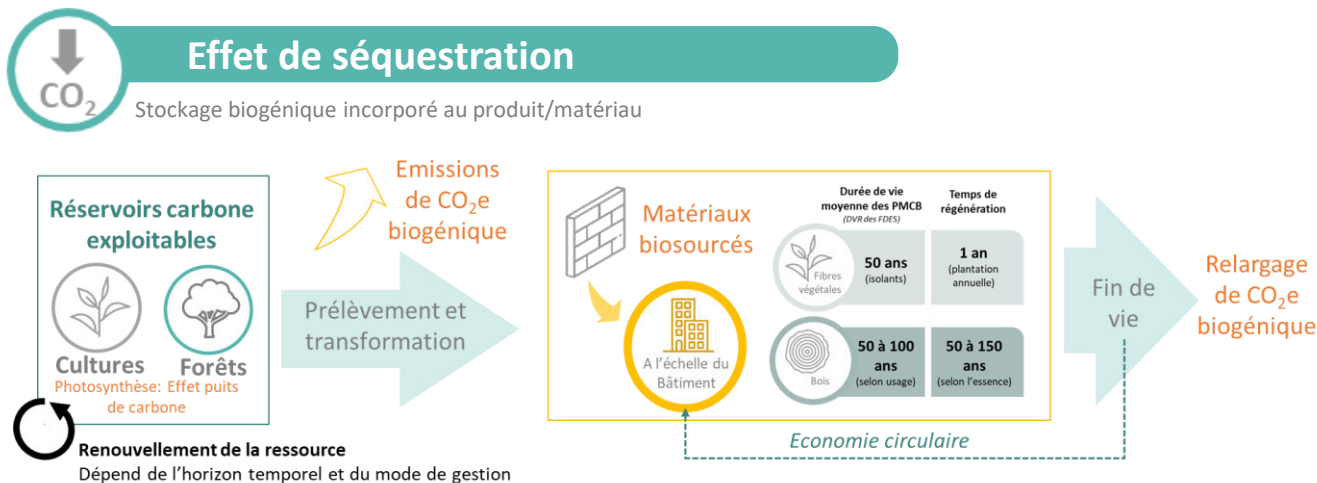 CO2
Effet de séquestration
Stockage biogénique incorporé au produit/matériau
Réservoirs carbone
exploitables
Cultures
Forêts
Photosynthèse: Effet puits
de carbone
Renouvellement de la ressource
Dépend de l'horizon temporel et du mode de gestion
Emissions
de CO2e
biogénique
Prélèvement et
transformation
Matériaux
biosourcés
A l'échelle du
Bâtiment
Durée de vie
moyenne des PMCB
(DVR des FDES)
Temps de
régénération
Fibres
végétales
50 ans
(isolants)
1 an
(plantation
annuelle)
Bois
50 à 100
ans
(selon usage)
50 à 150
ans
(selon l'essence)
Economie circulaire
Fin de
vie
Relargage
de CO2e
biogénique